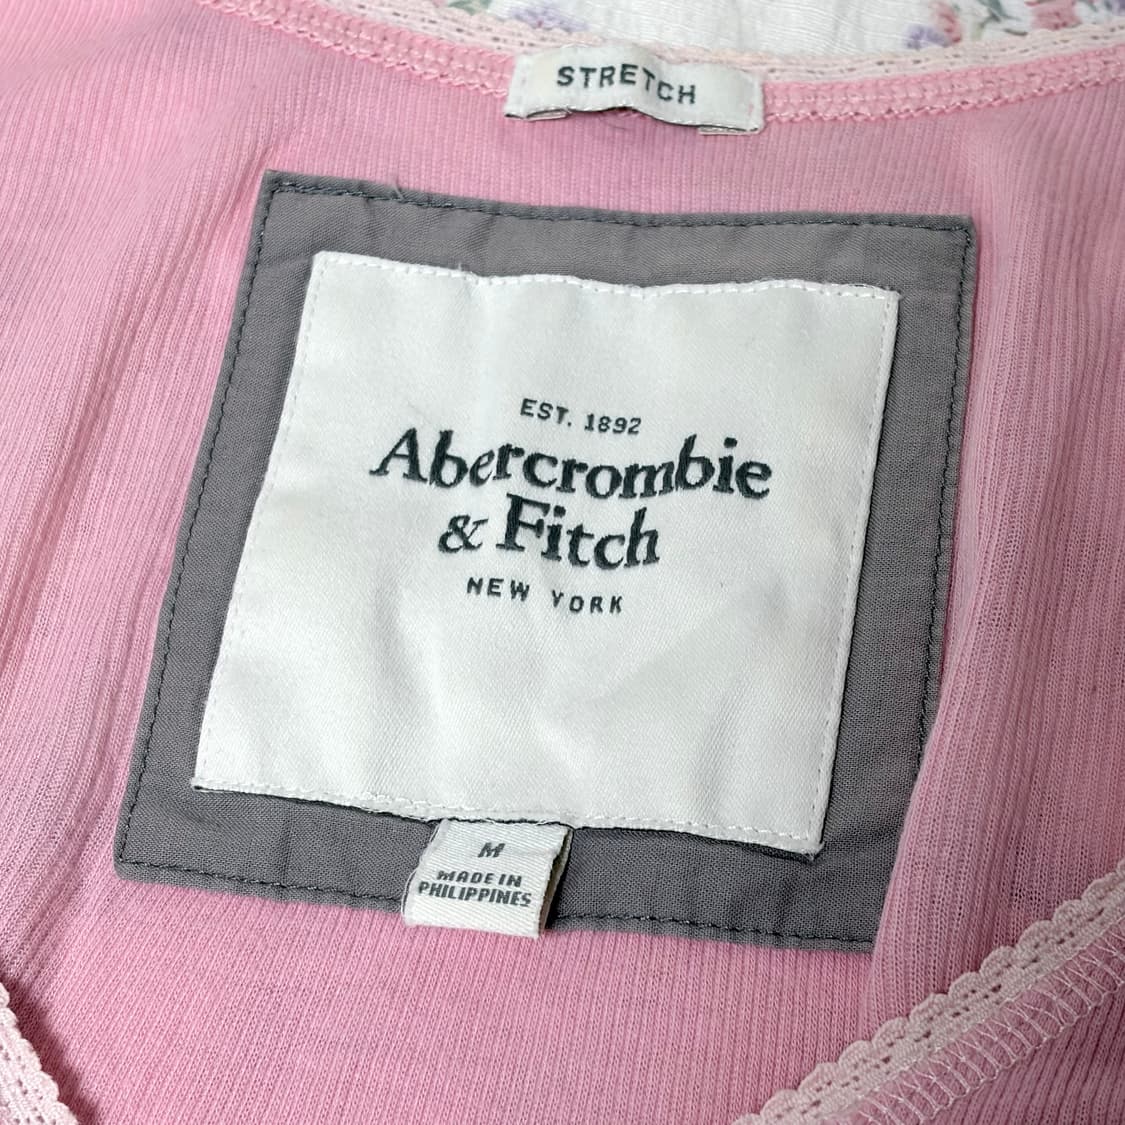 STRETCH
EST. 1892
Abercrombie
& Fitch
NEW YORK
M
MADE IN
PHILIPPINES